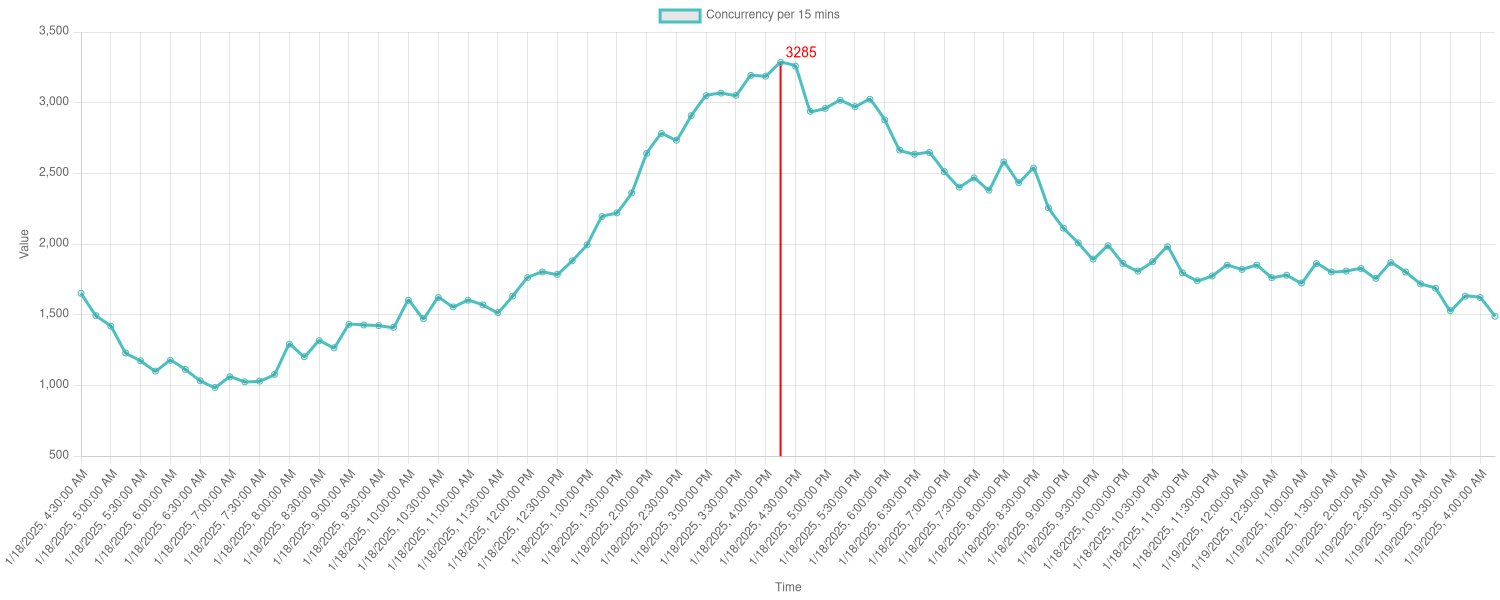 Concurrency per 15 mins
3,500
3285
3,000
2,500
2,000
Value
1,500
1,000
500
1/18/2025, 4:30:00 AM
1/18/2025, 5:00:00 AM
1/18/2025, 5:30:00 AM
1/18/2025, 6:00:00 AM
1/18/2025, 6:30:00 AM
1/18/2025, 7:00:00 AM
1/18/2025, 7:30:00 AM
1/18/2025, 8:00:00 AM
1/18/2025, 8:30:00 AM
1/18/2025, 9:00:00 AM
1/18/2025, 9:30:00 AM
1/18/2025, 10:00:00 AM
1/18/2025, 10:30:00 AM
1/18/2025, 11:00:00 AM
1/18/2025, 11:30:00 AM
1/18/2025, 12:00:00 PM
1/18/2025, 12:30:00 PM
1/18/2025, 1:00:00 PM
1/18/2025, 1:30:00 PM
1/18/2025, 2:00:00 PM
1/18/2025, 2:30:00 PM
1/18/2025, 3:00:00 PM
1/18/2025, 3:30:00 PM
1/18/2025, 4:00:00 PM
1/18/2025, 4:30:00 PM
1/18/2025, 5:00:00 PM
1/18/2025, 5:30:00 PM
1/18/2025, 6:00:00 PM
1/18/2025, 6:30:00 PM
1/18/2025, 7:00:00 PM
1/18/2025, 7:30:00 PM
1/18/2025, 8:00:00 PM
1/18/2025, 8:30:00 PM
1/18/2025, 9:00:00 PM
1/18/2025, 9:30:00 PM
1/18/2025, 10:00:00 PM
1/18/2025, 10:30:00 PM
1/18/2025, 11:00:00 PM
1/18/2025, 11:30:00 PM
1/19/2025, 12:00:00 AM
1/19/2025, 12:30:00 AM
1/19/2025, 1:00:00 AM
1/19/2025, 1:30:00 AM
1/19/2025, 2:00:00 AM
1/19/2025, 2:30:00 AM
1/19/2025, 3:00:00 AM
1/19/2025, 3:30:00 AM
1/19/2025, 4:00:00 AM
Time